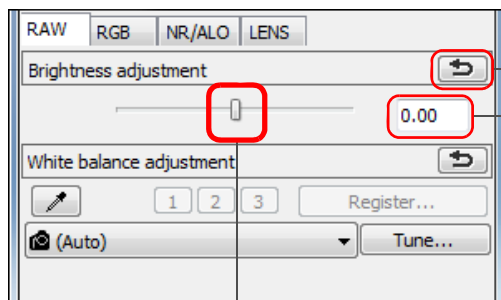 RAW RGB NR/ALO LENS
Brightness adjustment
0.00
White balance adjustment
1 2 3 Register...
(Auto) Tune...